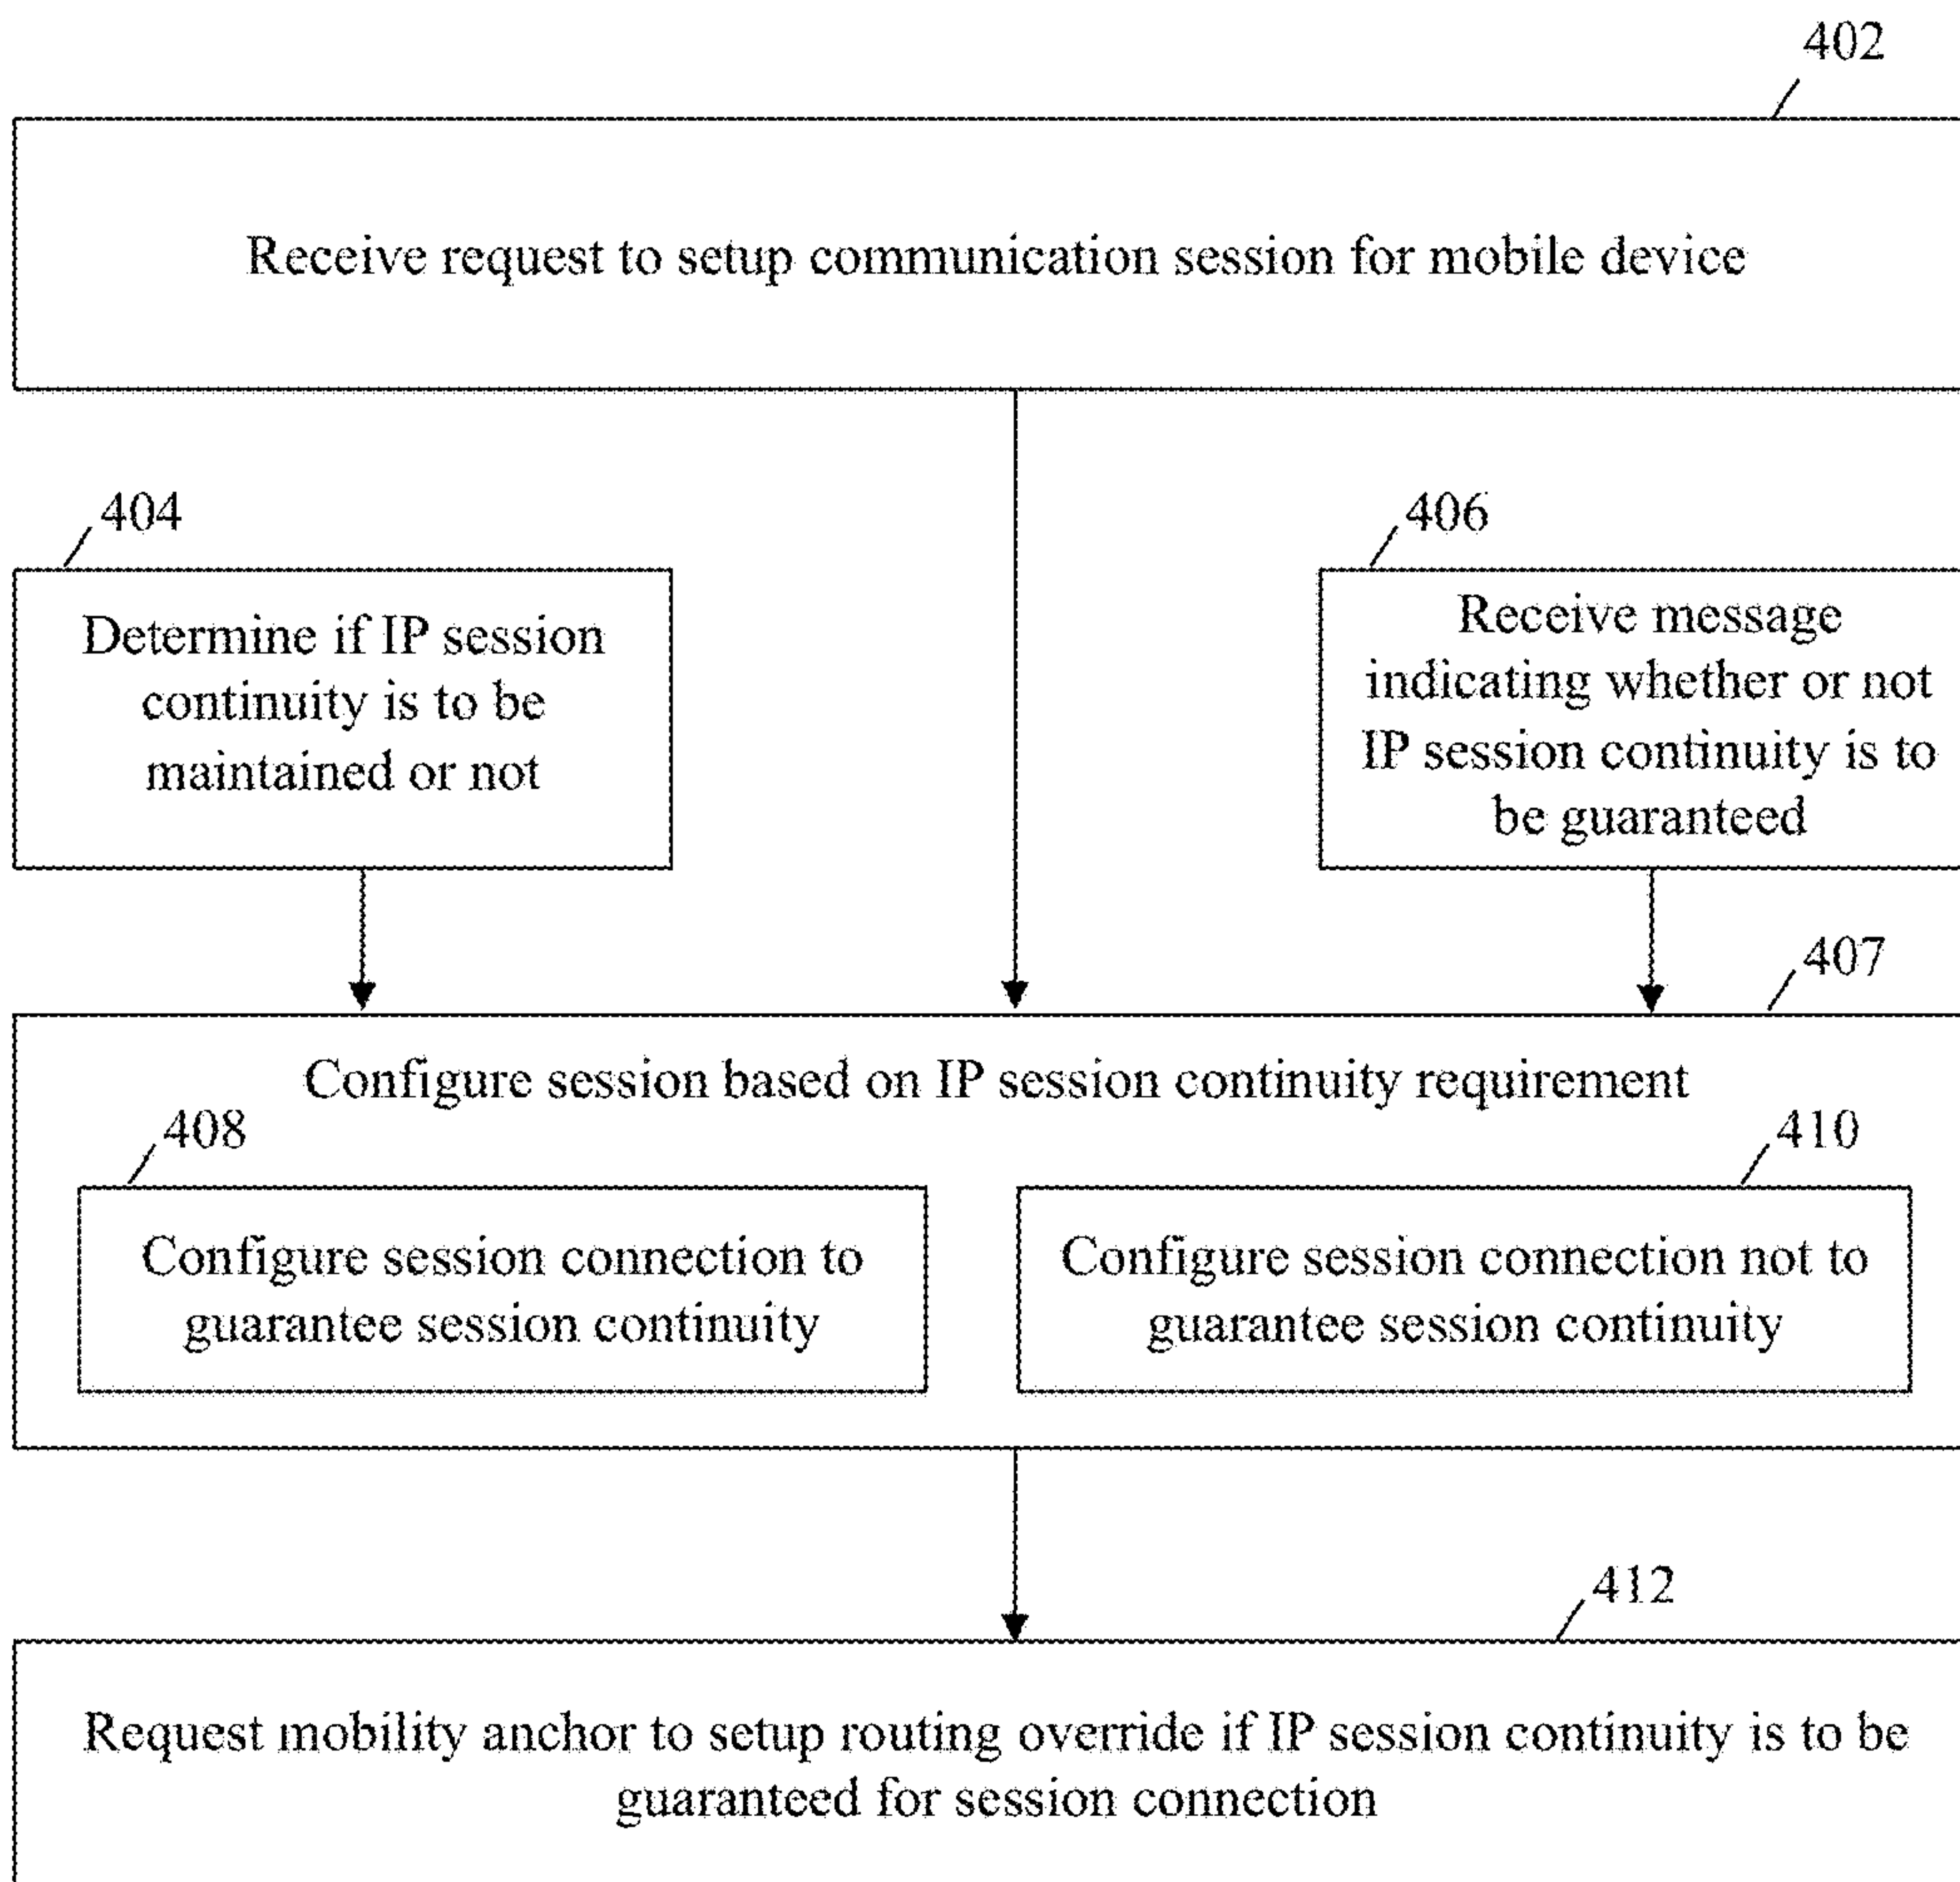 402
Receive request to setup communication session for mobile device
404
Determine if IP session
continuity is to be
maintained or not
406
Receive message
indicating whether or not
IP session continuity is to
be guaranteed
407
Configure session based on IP session continuity requirement
408
Configure session connection to
guarantee session continuity
410
Configure session connection not to
guarantee session continuity
412
Request mobility anchor to setup routing override if IP session continuity is to be
guaranteed for session connection